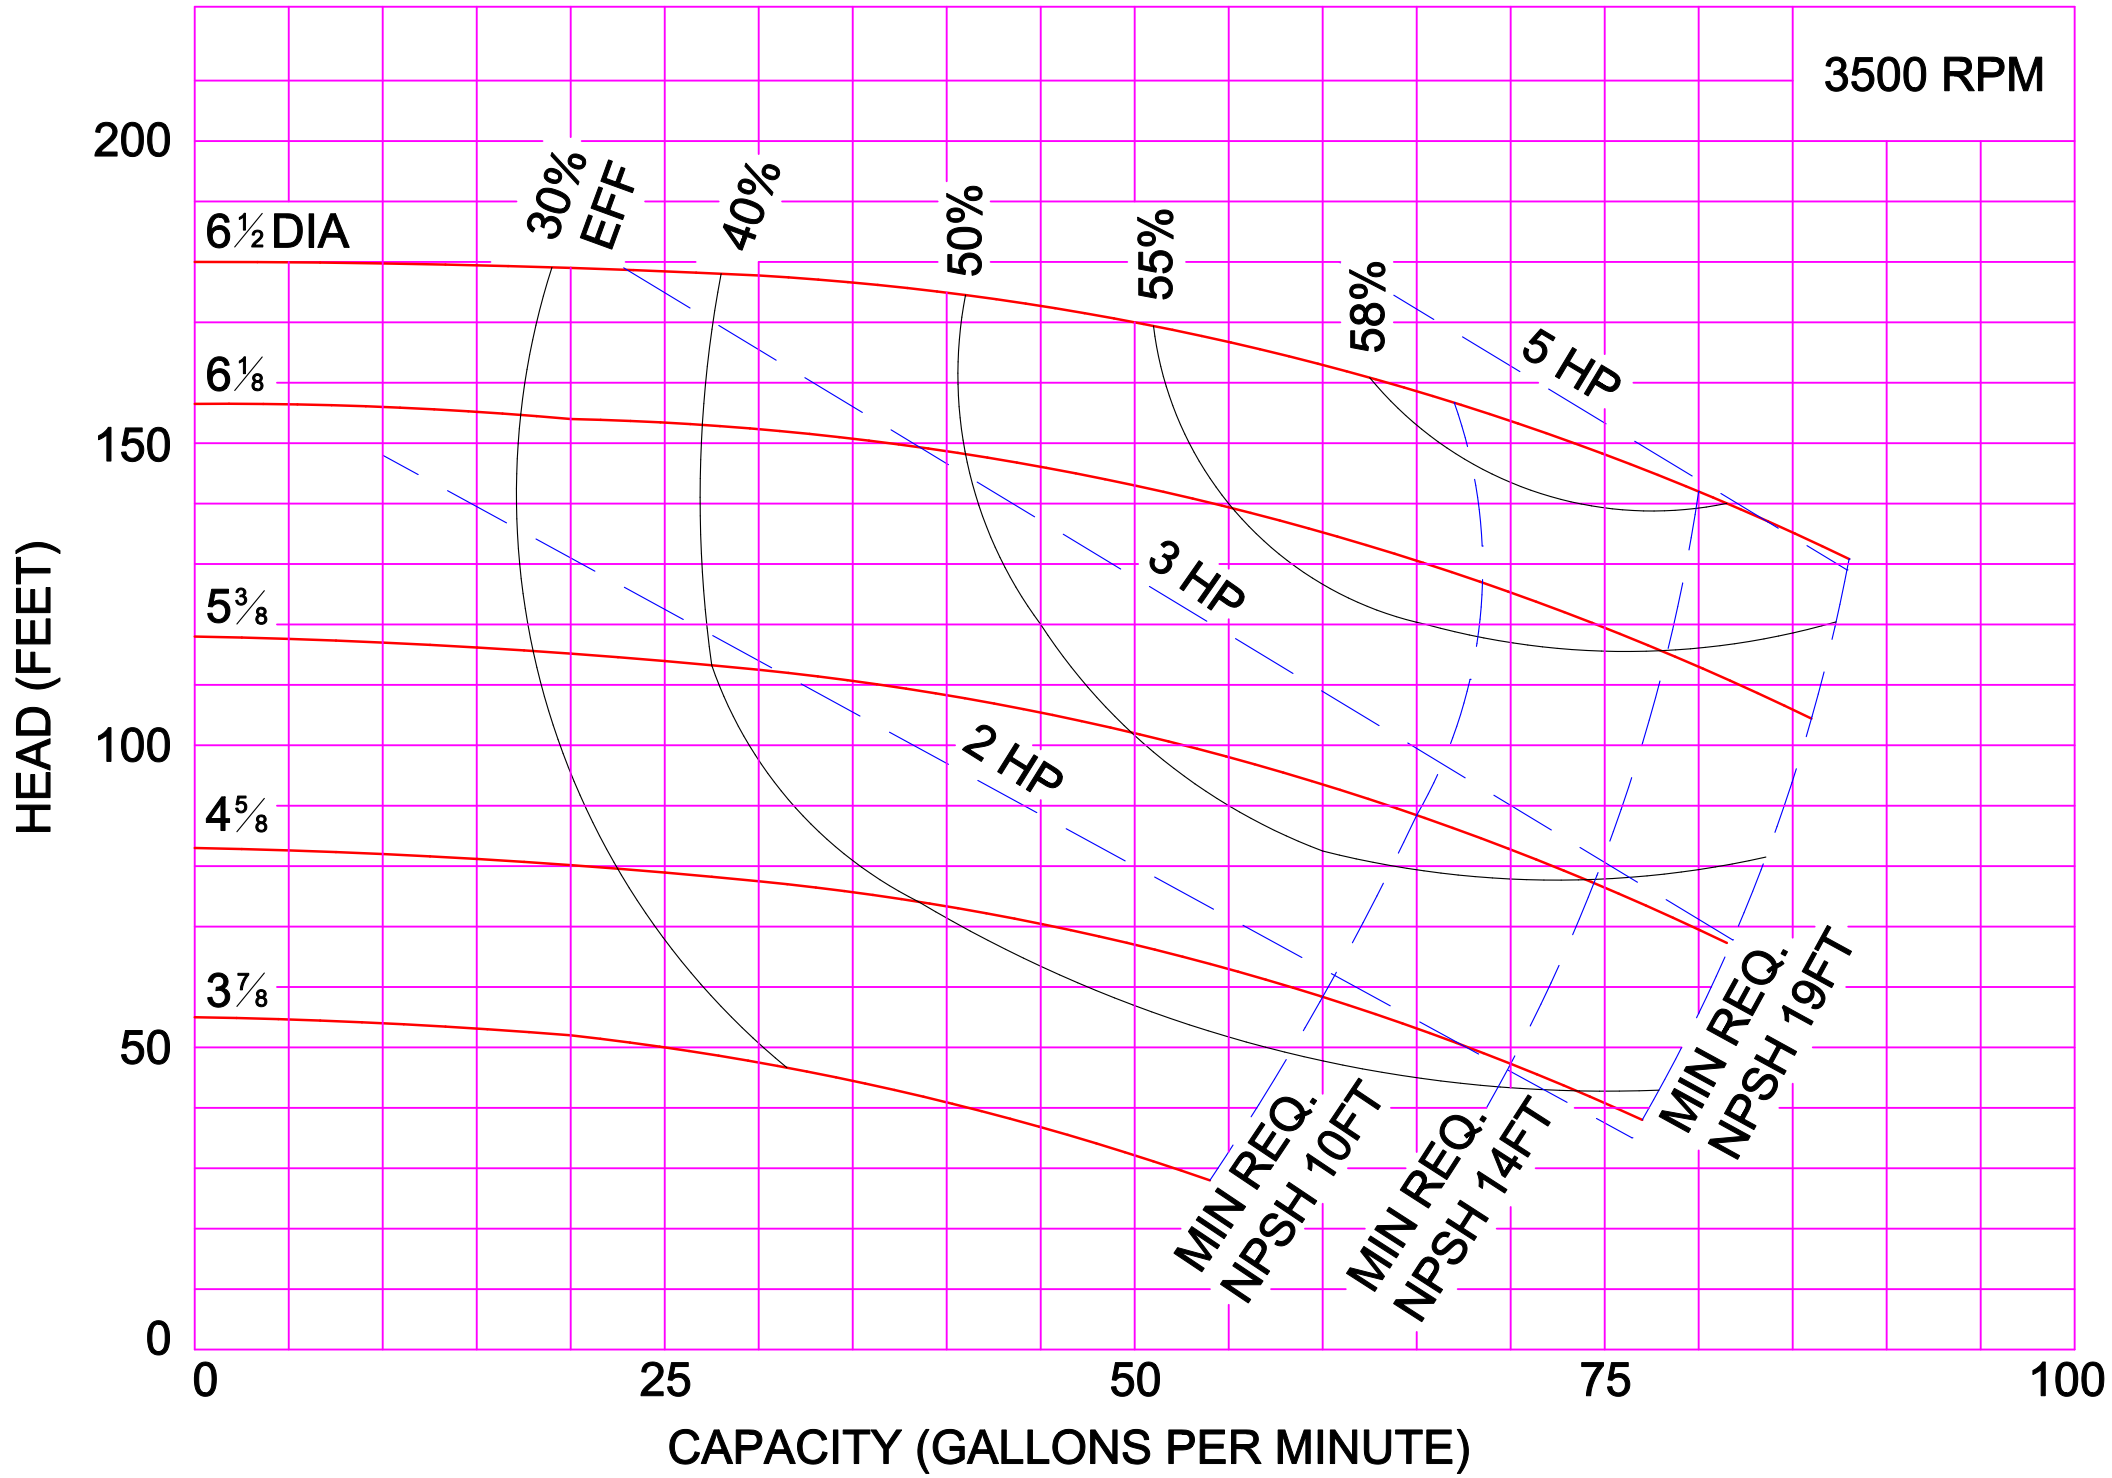 3500 RPM
200
150
100
50
0
HEAD (FEET)
6½ DIA
6⅛
5⅜
4⅝
3⅞
30%
EFF
40%
50%
55%
58%
5 HP
3 HP
2 HP
MIN REQ.
NPSH 10FT
MIN REQ.
NPSH 14FT
MIN REQ.
NPSH 19FT
0
25
50
75
100
CAPACITY (GALLONS PER MINUTE)